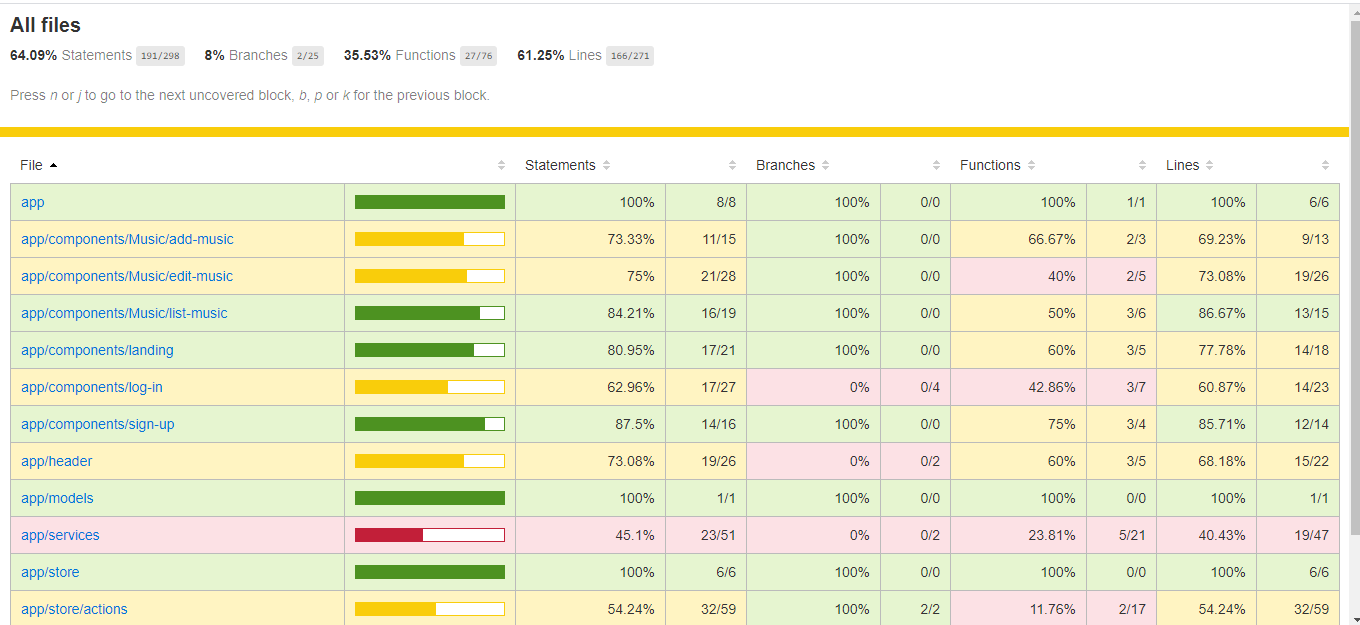 All files
64.09% Statements 191/298 8% Branches 2/25 35.53% Functions 27/76 61.25% Lines 166/271
Press n or j to go to the next uncovered block, b, p or k for the previous block.
File Statements Branches Functions Lines
app 100% 8/8 100% 0/0 100% 1/1 100% 6/6
app/components/Music/add-music 73.33% 11/15 100% 0/0 66.67% 2/3 69.23% 9/13
app/components/Music/edit-music 75% 21/28 100% 0/0 40% 2/5 73.08% 19/26
app/components/Music/list-music 84.21% 16/19 100% 0/0 50% 3/6 86.67% 13/15
app/components/landing 80.95% 17/21 100% 0/0 60% 3/5 77.78% 14/18
app/components/log-in 62.96% 17/27 0% 0/4 42.86% 3/7 60.87% 14/23
app/components/sign-up 87.5% 14/16 100% 0/0 75% 3/4 85.71% 12/14
app/header 73.08% 19/26 0% 0/2 60% 3/5 68.18% 15/22
app/models 100% 1/1 100% 0/0 100% 0/0 100% 1/1
app/services 45.1% 23/51 0% 0/2 23.81% 5/21 40.43% 19/47
app/store 100% 6/6 100% 0/0 100% 0/0 100% 6/6
app/store/actions 54.24% 32/59 100% 2/2 11.76% 2/17 54.24% 32/59